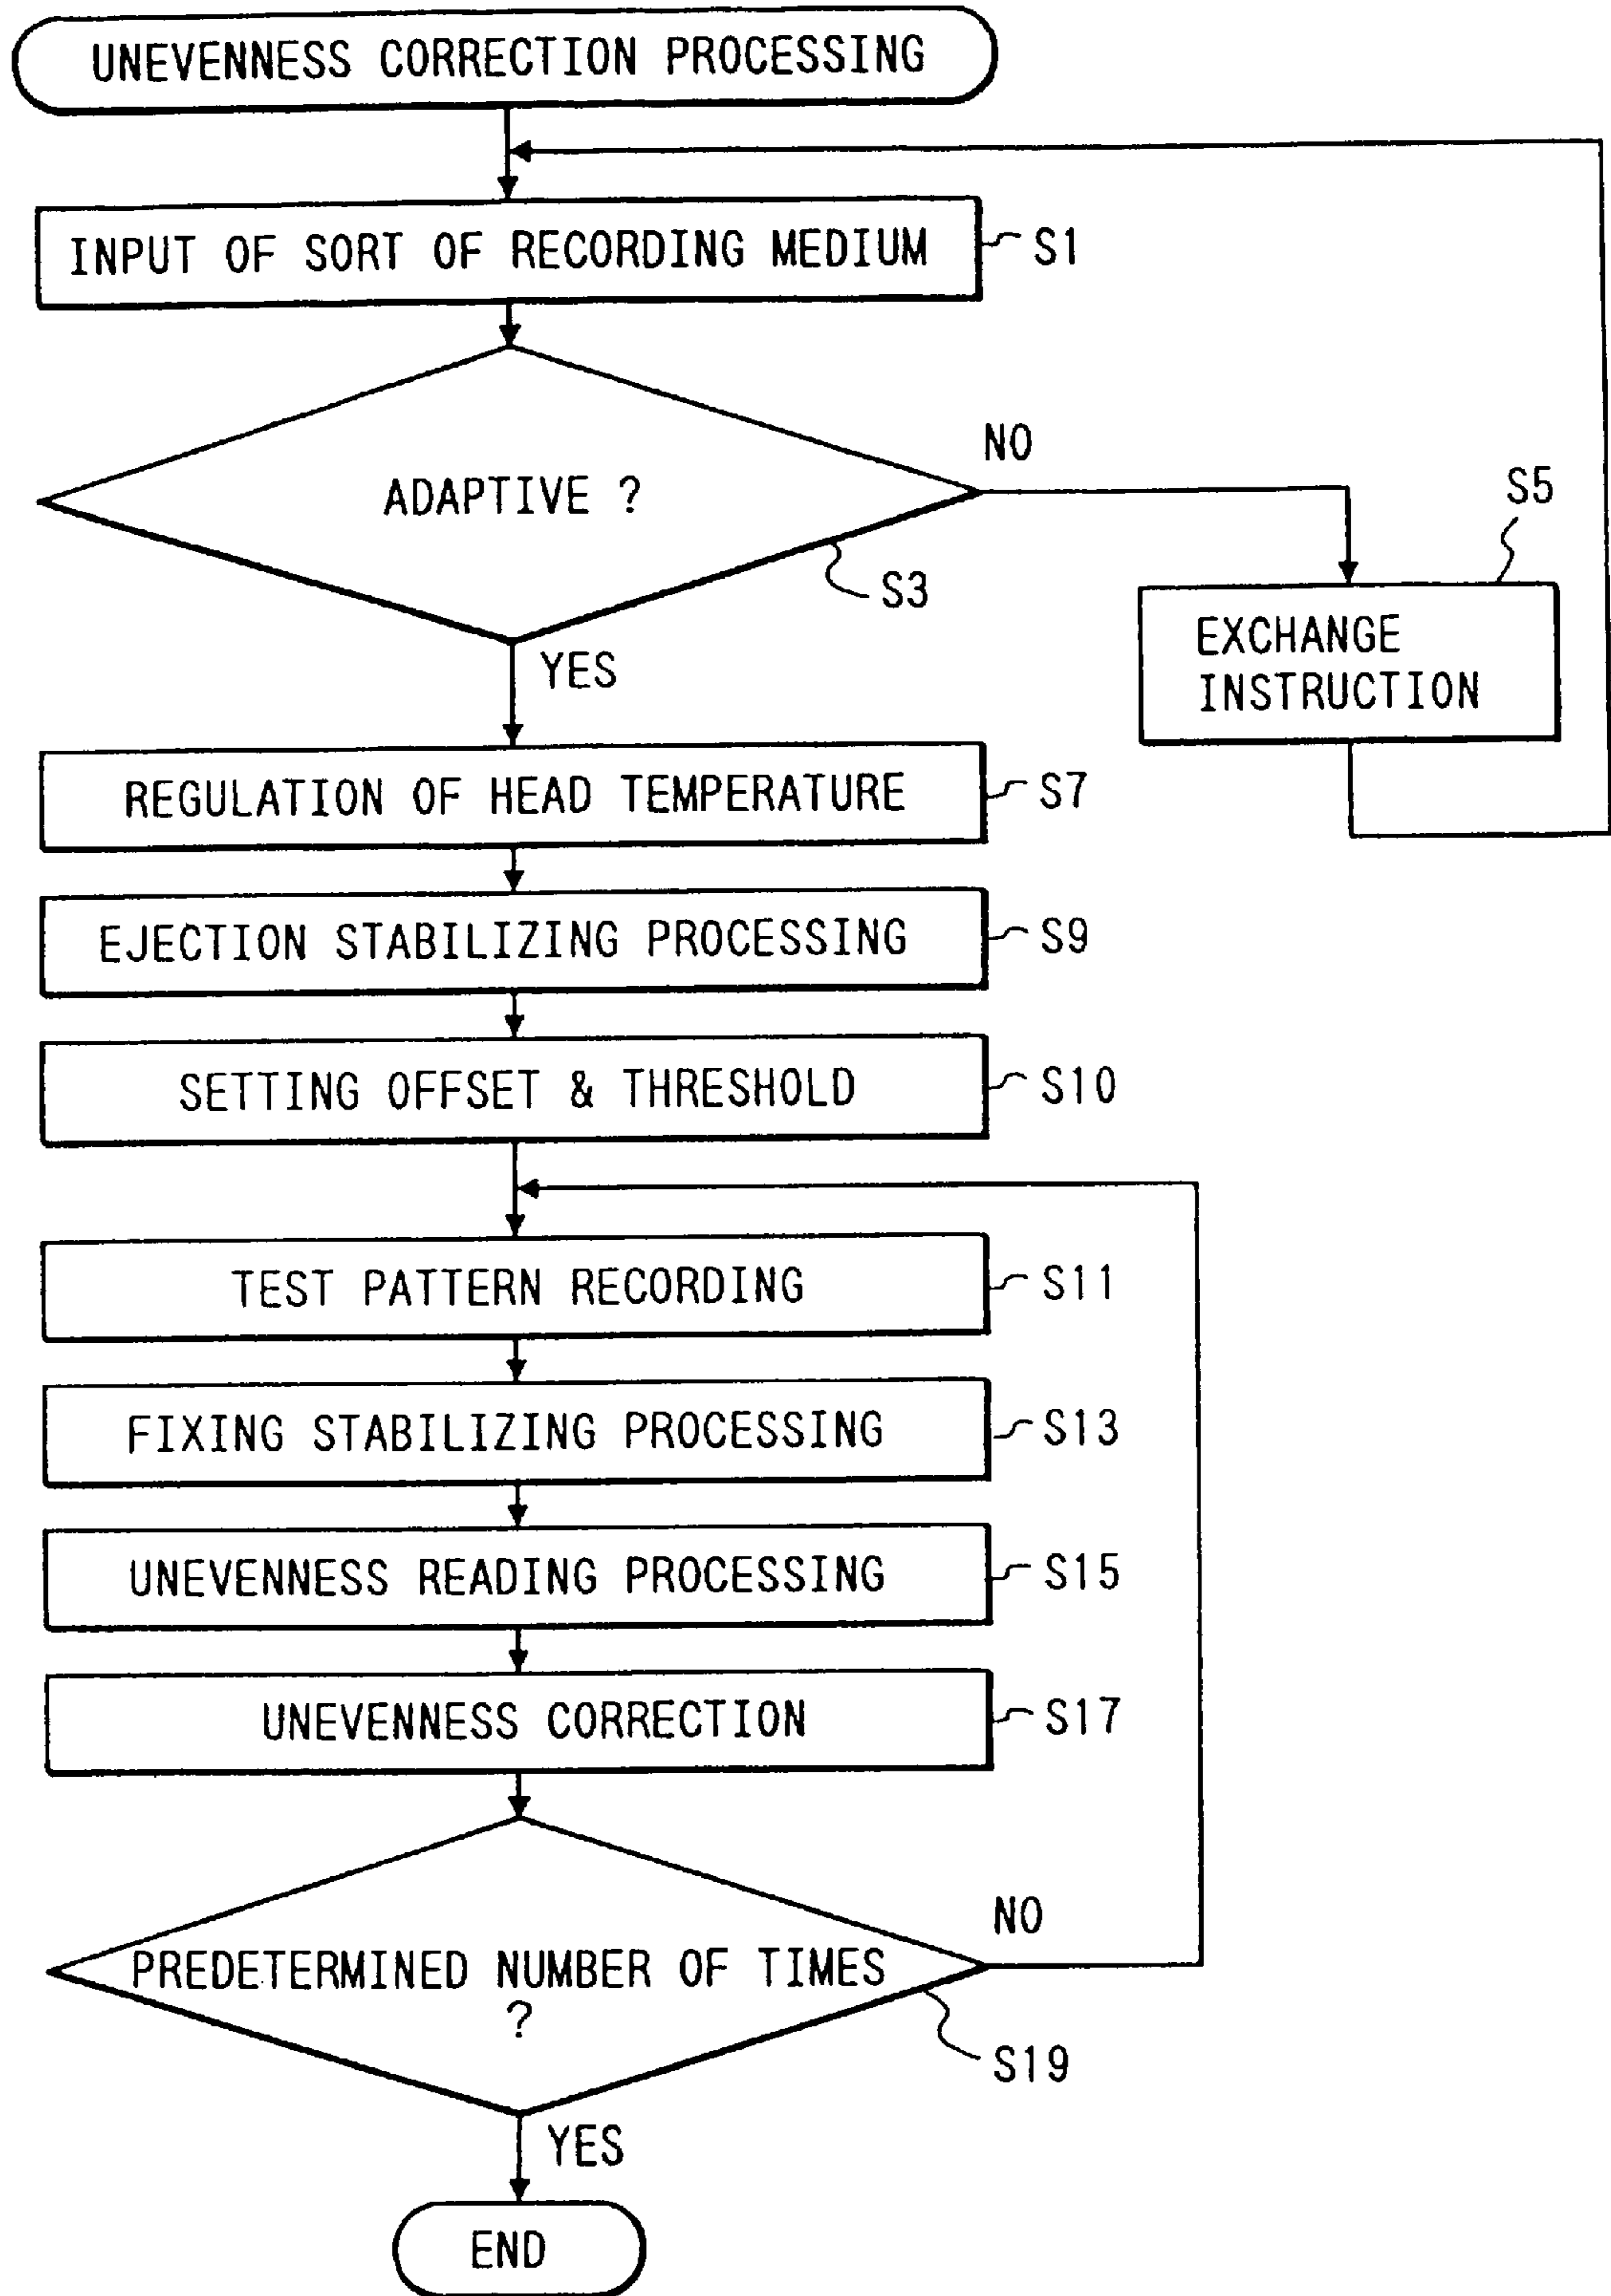 UNEVENNESS CORRECTION PROCESSING
INPUT OF SORT OF RECORDING MEDIUM
S1
NO
ADAPTIVE ?
S3
S5
EXCHANGE
INSTRUCTION
YES
REGULATION OF HEAD TEMPERATURE
S7
EJECTION STABILIZING PROCESSING
S9
SETTING OFFSET & THRESHOLD
S10
TEST PATTERN RECORDING
S11
FIXING STABILIZING PROCESSING
S13
UNEVENNESS READING PROCESSING
S15
UNEVENNESS CORRECTION
S17
NO
PREDETERMINED NUMBER OF TIMES
?
S19
YES
END